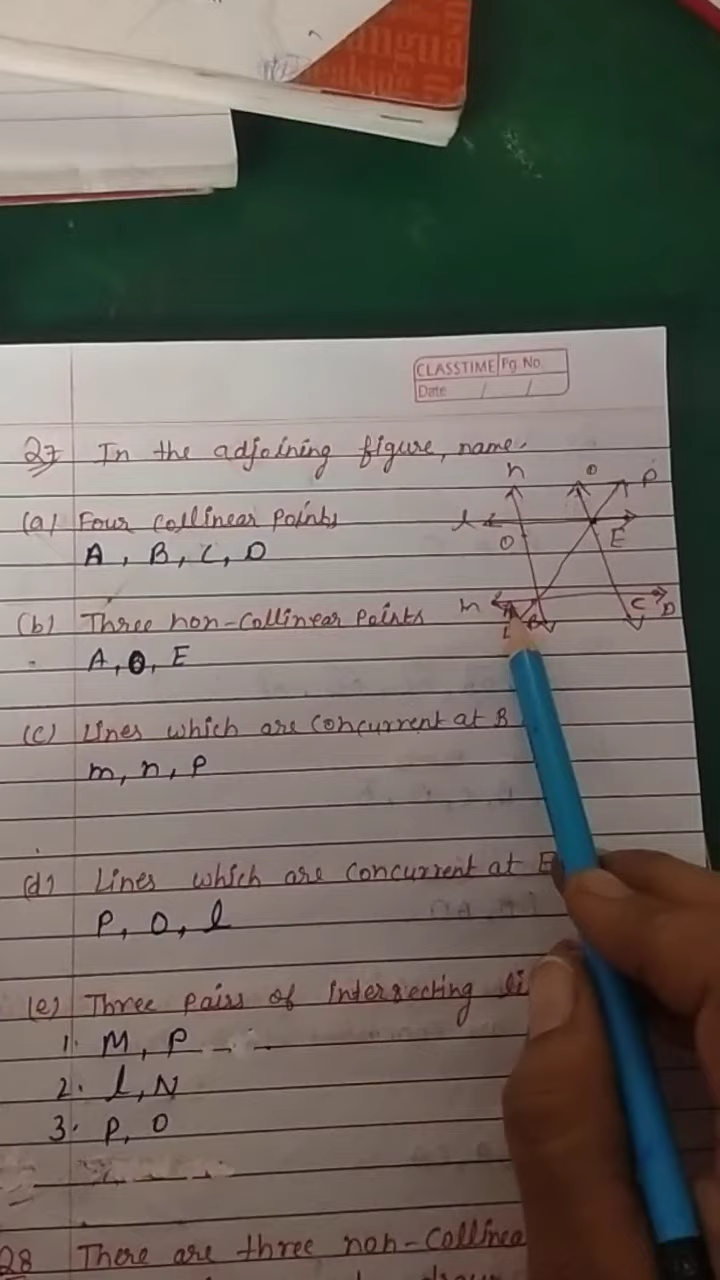 CLASSTIME Pg No.
Date / /
27 In the adjoining figure, name.
n o p
(a) Four collinear points l
A, B, C, D O E
(b) Three non-collinear points m A B C D
A, O, E
(c) Lines which are concurrent at B
m, n, p
(d) Lines which are concurrent at E
P, O, l
(e) Three pairs of intersecting
1. M, P
2. l, N
3. P, O
28 There are three non-collinea